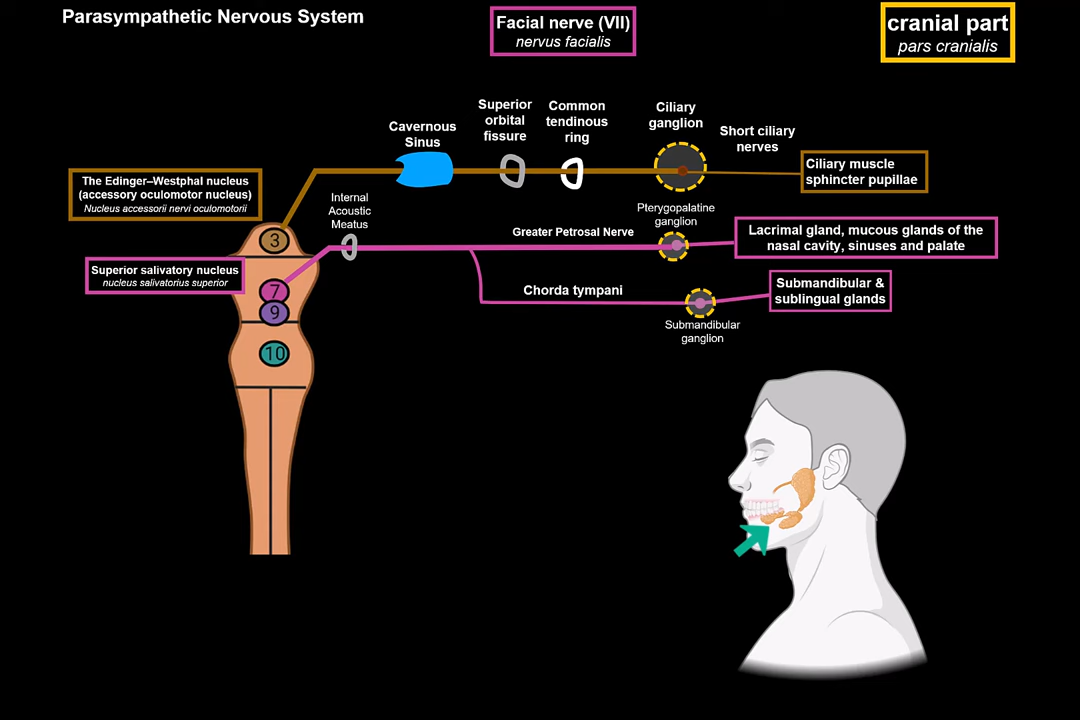 Parasympathetic Nervous System
Facial nerve (VII)
nervus facialis
cranial part
pars cranialis
Cavernous
Sinus
Superior
orbital
fissure
Common
tendinous
ring
Ciliary
ganglion
Short ciliary
nerves
Ciliary muscle
sphincter pupillae
The Edinger–Westphal nucleus
(accessory oculomotor nucleus)
Nucleus accessorii nervi oculomotorii
Internal
Acoustic
Meatus
Greater Petrosal Nerve
Pterygopalatine
ganglion
Lacrimal gland, mucous glands of the
nasal cavity, sinuses and palate
3
Superior salivatory nucleus
nucleus salivatorius superior
7
9
10
Chorda tympani
Submandibular
ganglion
Submandibular &
sublingual glands